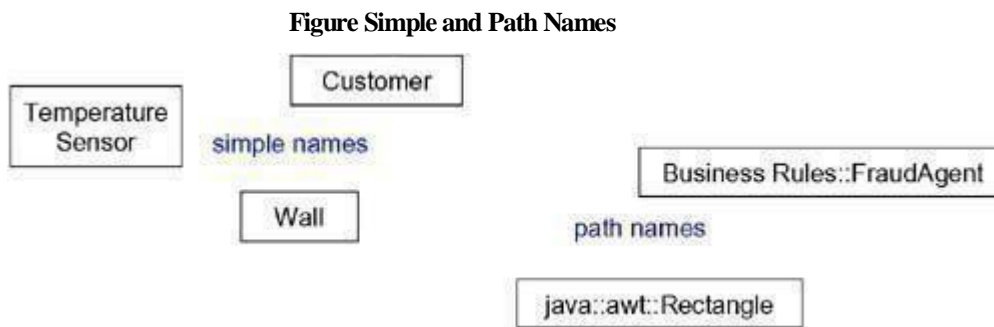 Figure Simple and Path Names
Customer
Temperature
Sensor
simple names
Business Rules::FraudAgent
Wall
path names
java::awt::Rectangle